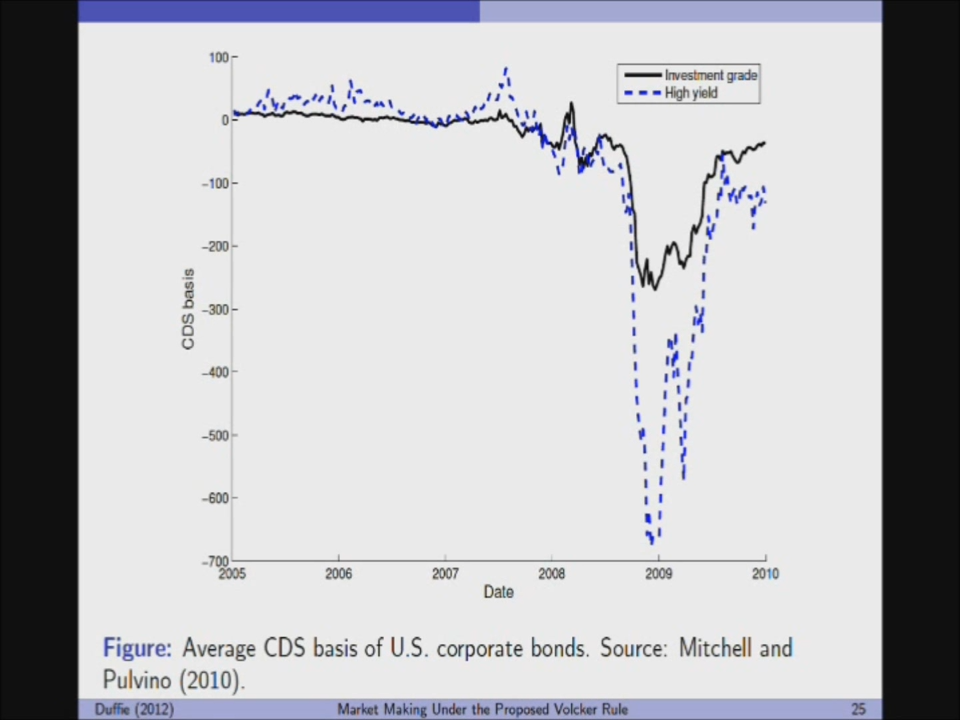 100
0
−100
−200
−300
−400
−500
−600
−700
CDS basis
Investment grade
High yield
2005 2006 2007 2008 2009 2010
Date
Figure: Average CDS basis of U.S. corporate bonds. Source: Mitchell and
Pulvino (2010).
Duffie (2012) Market Making Under the Proposed Volcker Rule 25